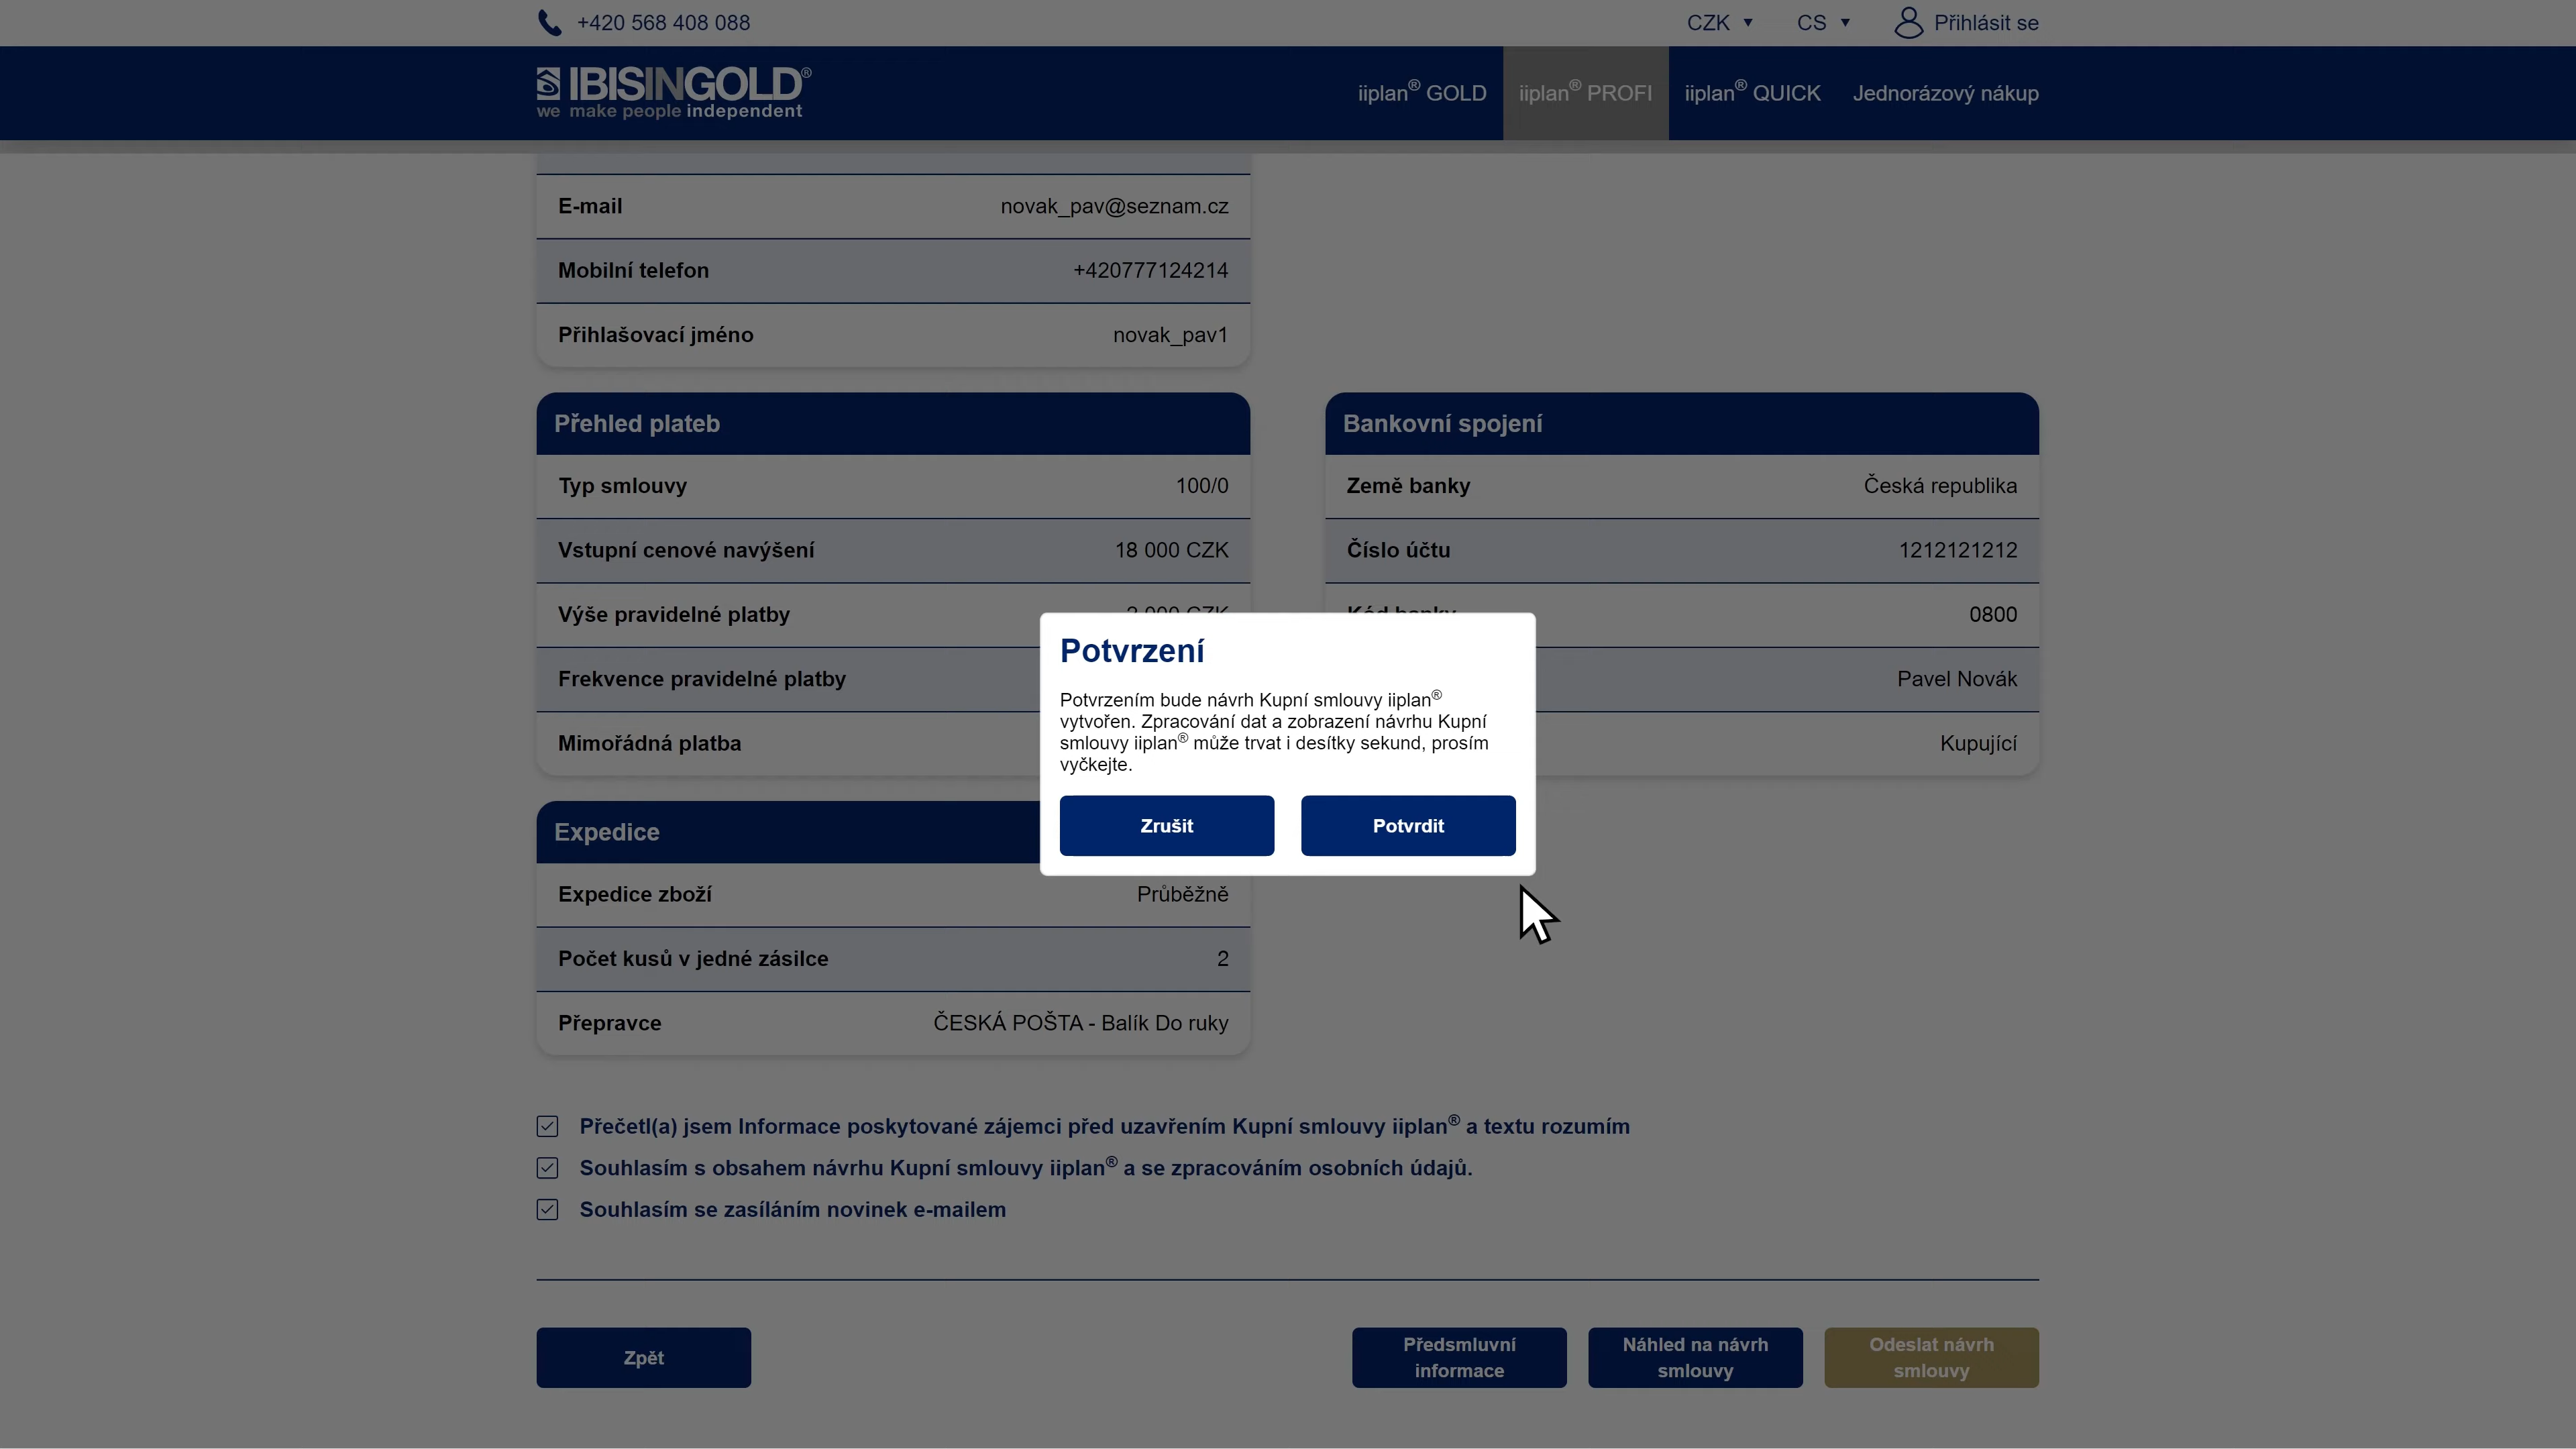 +420 568 408 088
CZK
CS
Přihlásit se
IBISINGOLD®
we make people independent
iiplan® GOLD
iiplan® PROFI
iiplan® QUICK
Jednorázový nákup
E-mail novak_pav@seznam.cz
Mobilní telefon +420777124214
Přihlašovací jméno novak_pav1
Přehled plateb
Typ smlouvy 100/0
Vstupní cenové navýšení 18 000 CZK
Výše pravidelné platby
Frekvence pravidelné platby
Mimořádná platba
Bankovní spojení
Země banky Česká republika
Číslo účtu 1212121212
Kód banky 0800
Pavel Novák
Kupující
Potvrzení
Potvrzením bude návrh Kupní smlouvy iiplan®
vytvořen. Zpracování dat a zobrazení návrhu Kupní
smlouvy iiplan® může trvat i desítky sekund, prosím
vyčkejte.
Zrušit
Potvrdit
Expedice
Expedice zboží Průběžně
Počet kusů v jedné zásilce 2
Přepravce ČESKÁ POŠTA - Balík Do ruky
Přečetl(a) jsem Informace poskytované zájemci před uzavřením Kupní smlouvy iiplan® a textu rozumím
Souhlasím s obsahem návrhu Kupní smlouvy iiplan® a se zpracováním osobních údajů.
Souhlasím se zasíláním novinek e-mailem
Zpět
Předsmluvní
informace
Náhled na návrh
smlouvy
Odeslat návrh
smlouvy